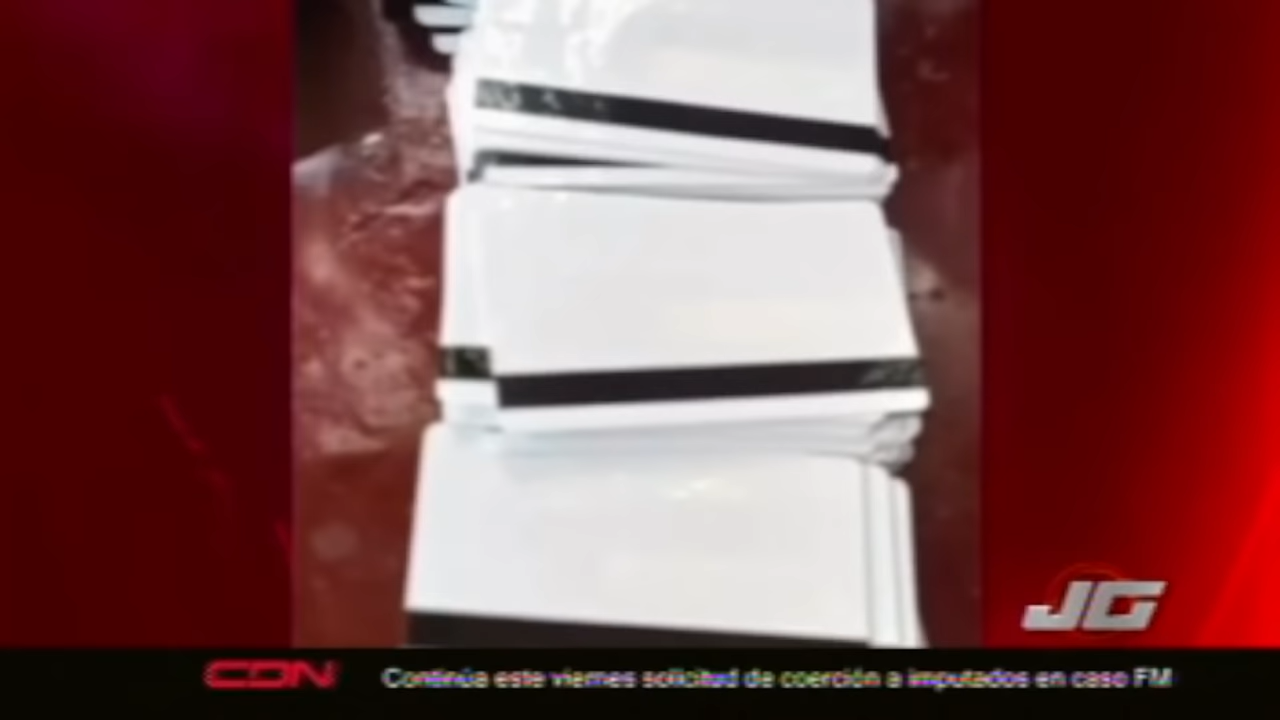 JG
CDN Continúa este viernes solicitud de coerción a imputados en caso FM